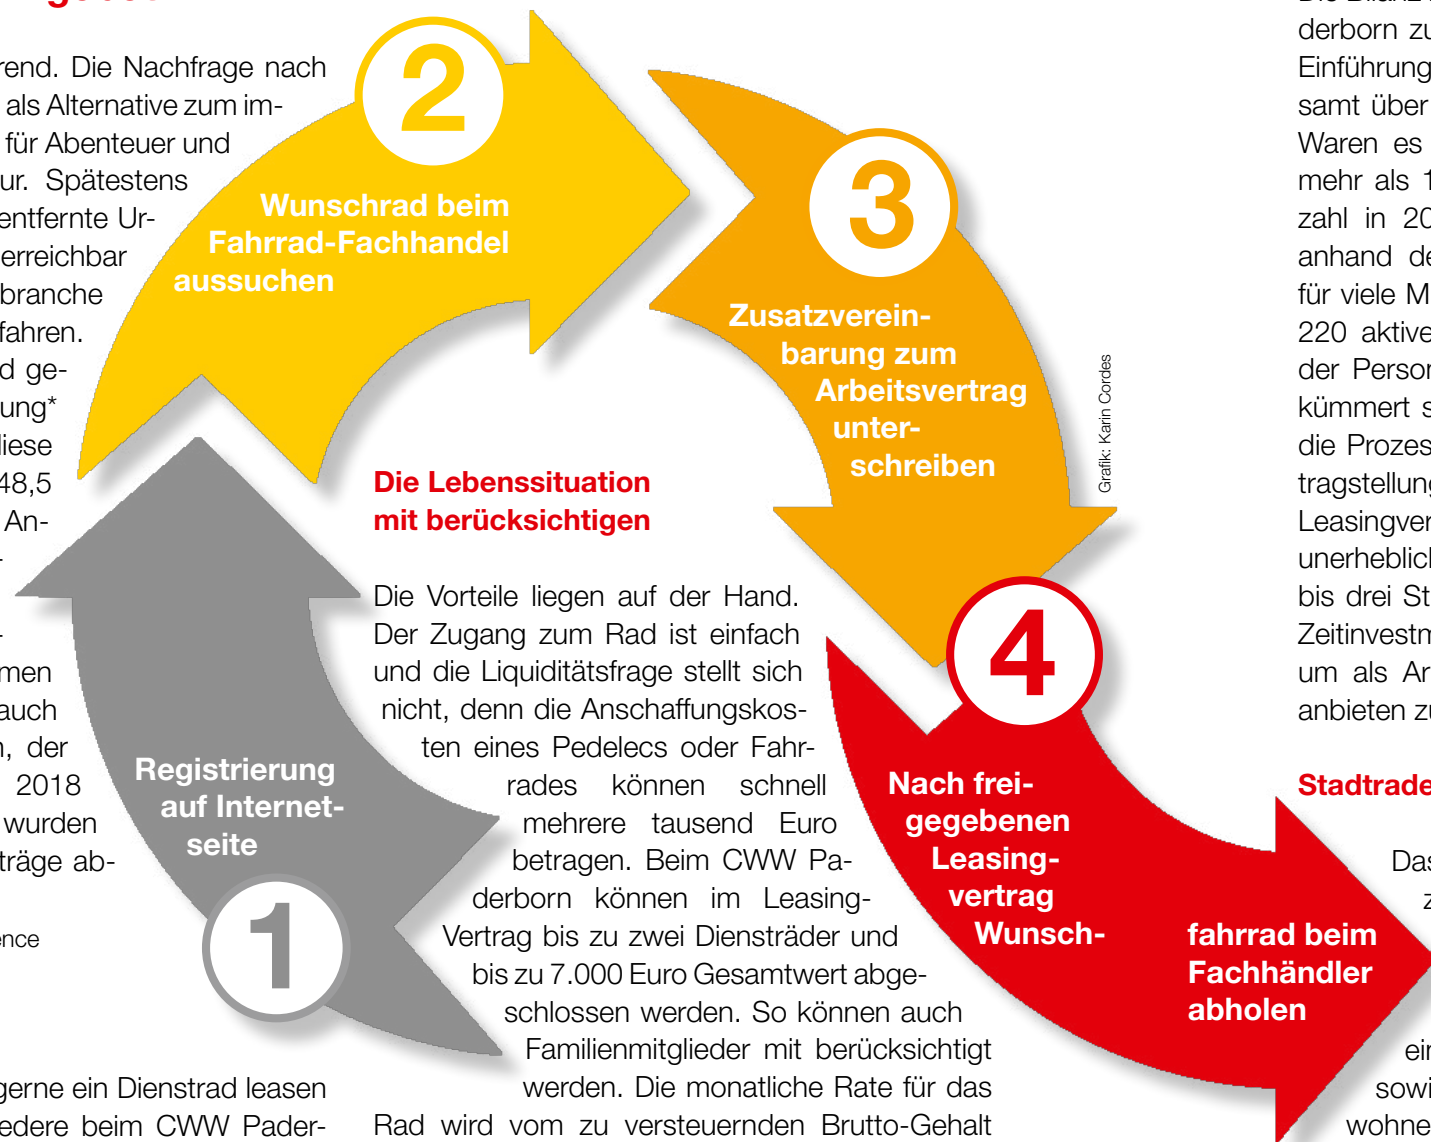 rend. Die Nachfrage nach
als Alternative zum im-
für Abenteuer und
ur. Spätestens
entfernte Ur-
erreichbar
branche
fahren.
d ge-
ung*
liese
48,5
An-
-
-
men
auch
n, der
2018
wurden
träge ab-
ence
gerne ein Dienstrad leasen
edere beim CWW Pader-
1
Registrierung
auf Internet-
seite
2
Wunschrad beim
Fahrrad-Fachhandel
aussuchen
3
Zusatzverein-
barung zum
Arbeitsvertrag
unter-
schreiben
4
Nach frei-
gegebenen
Leasing-
vertrag
Wunsch-
fahrrad beim
Fachhändler
abholen
Grafik: Karin Cordes
Die Lebenssituation
mit berücksichtigen
Die Vorteile liegen auf der Hand.
Der Zugang zum Rad ist einfach
und die Liquiditätsfrage stellt sich
nicht, denn die Anschaffungskos-
ten eines Pedelecs oder Fahr-
rades können schnell
mehrere tausend Euro
betragen. Beim CWW Pa-
derborn können im Leasing-
Vertrag bis zu zwei Diensträder und
bis zu 7.000 Euro Gesamtwert abge-
schlossen werden. So können auch
Familienmitglieder mit berücksichtigt
werden. Die monatliche Rate für das
Rad wird vom zu versteuernden Brutto-Gehalt
derborn zu
Einführung
samt über
Waren es
mehr als 1
zahl in 20
anhand de
für viele M
220 aktive
der Person
kümmert s
die Prozes
tragstellung
Leasingver
unerheblich
bis drei St
Zeitinvestm
um als Ar
anbieten zu
Stadtrade
Das
z
ein
sowi
wohne